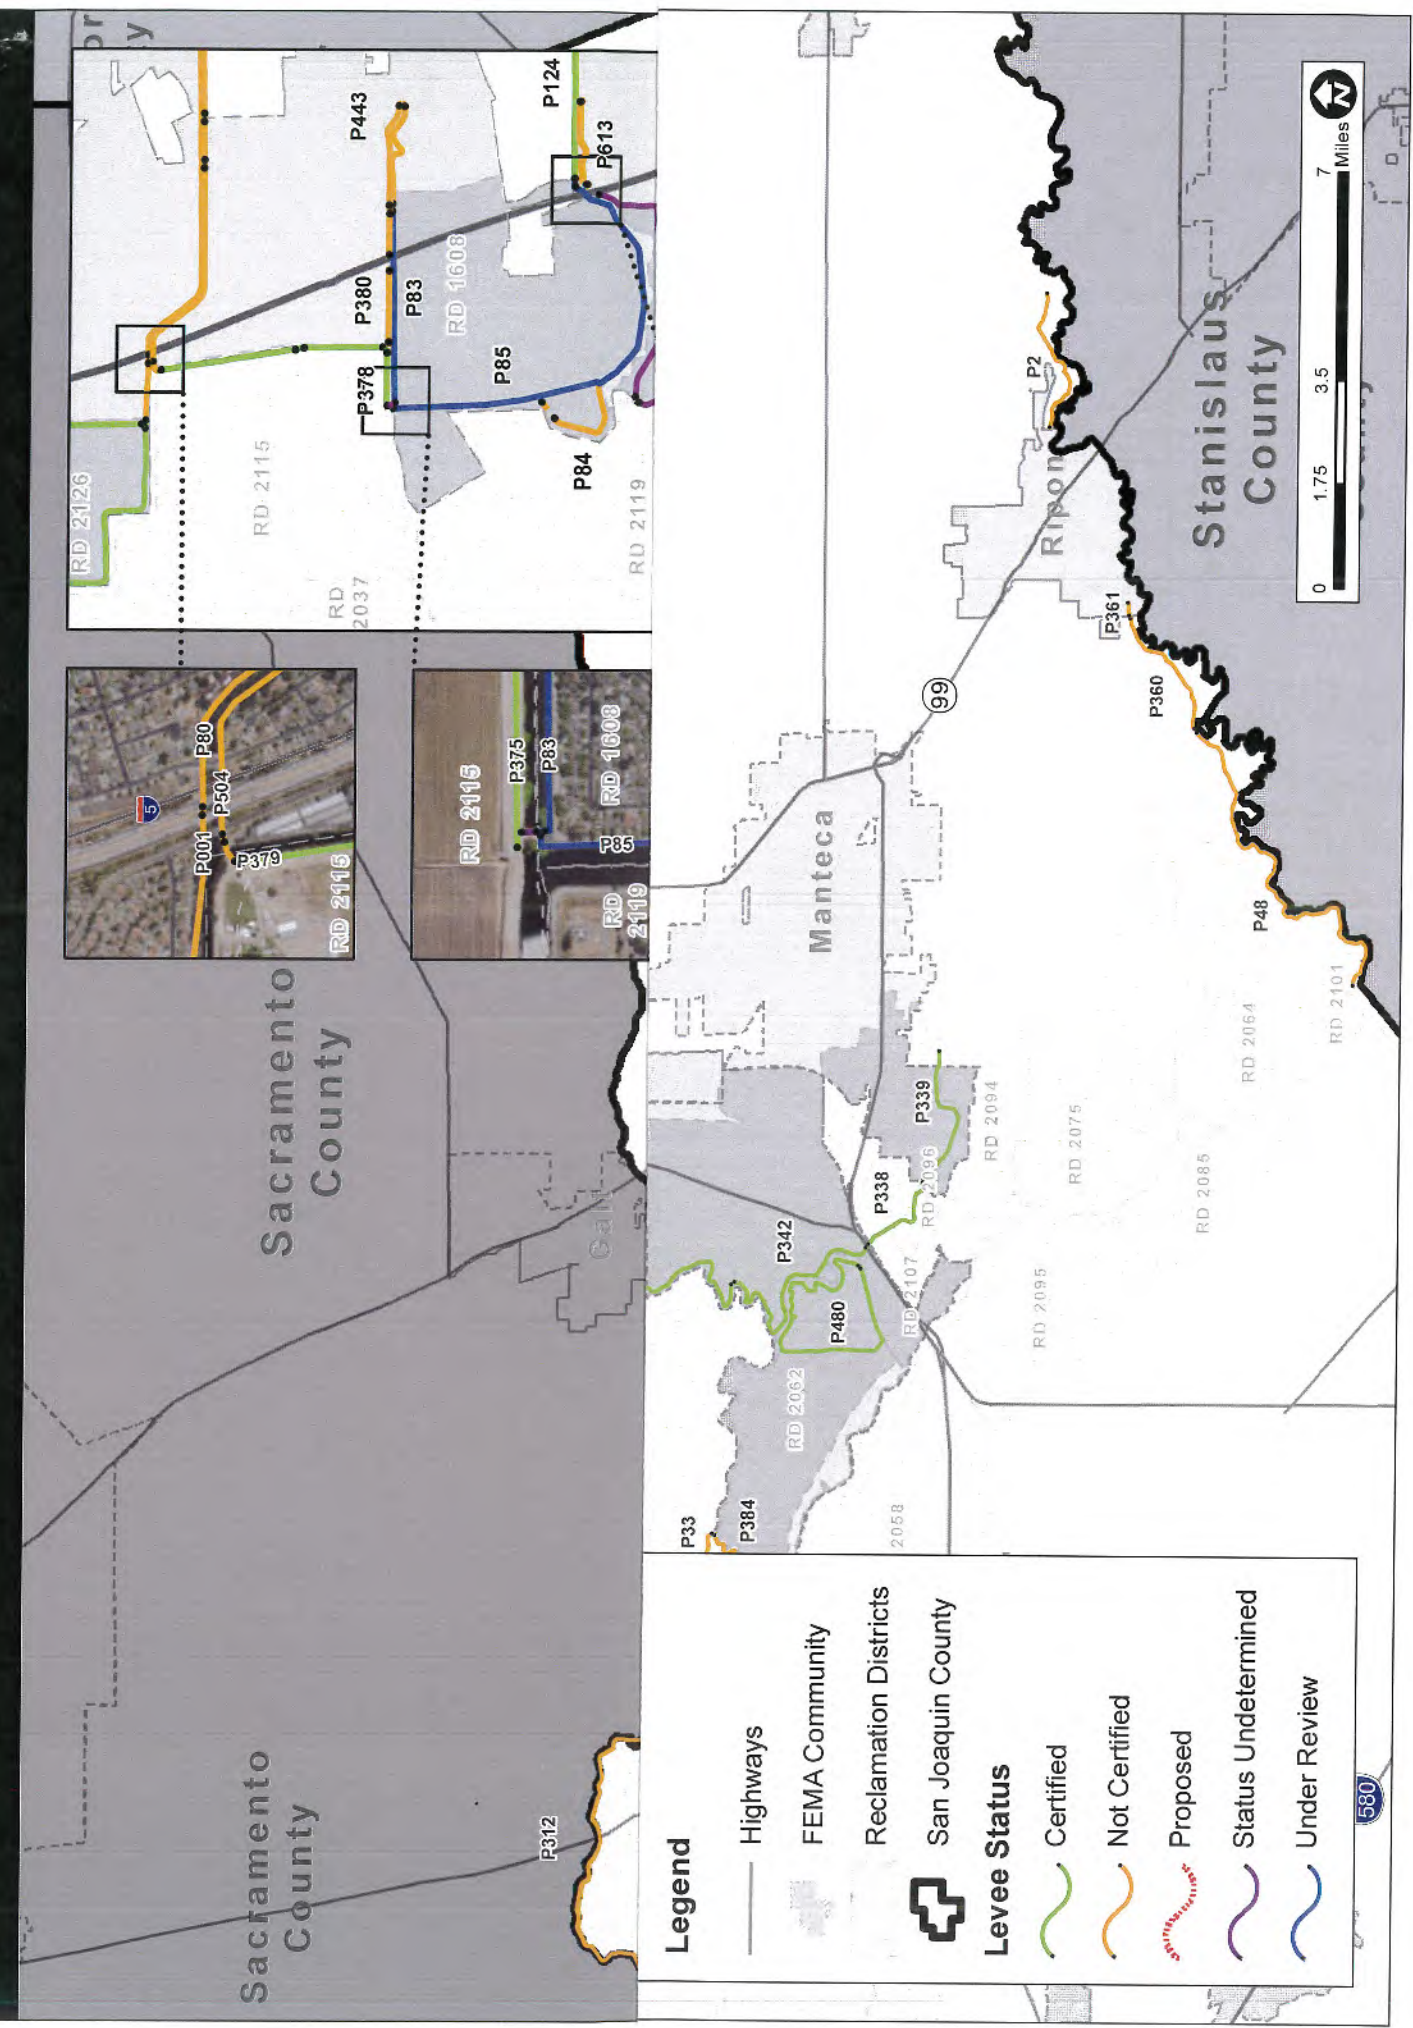 Sacramento
County
Sacramento
County
P312
RD 2126
RD 2115
RD
2037
RD 2119
RD 1608
P443
P124
P613
P380
P83
P378
P85
P84
5
P80
P504
P001
P379
RD 2115
RD 2115
P375
P83
RD 1608
P85
RD
2119
Galt
Manteca
99
Ripon
P2
P361
P360
P48
Stanislaus
County
RD 2101
RD 2064
RD 2094
RD 2075
RD 2085
RD 2095
RD 2096
RD 2107
RD 2062
2058
P339
P338
P342
P480
P33
P384
0 1.75 3.5 7
Miles
N
Legend
Highways
FEMA Community
Reclamation Districts
San Joaquin County
Levee Status
Certified
Not Certified
Proposed
Status Undetermined
Under Review
580